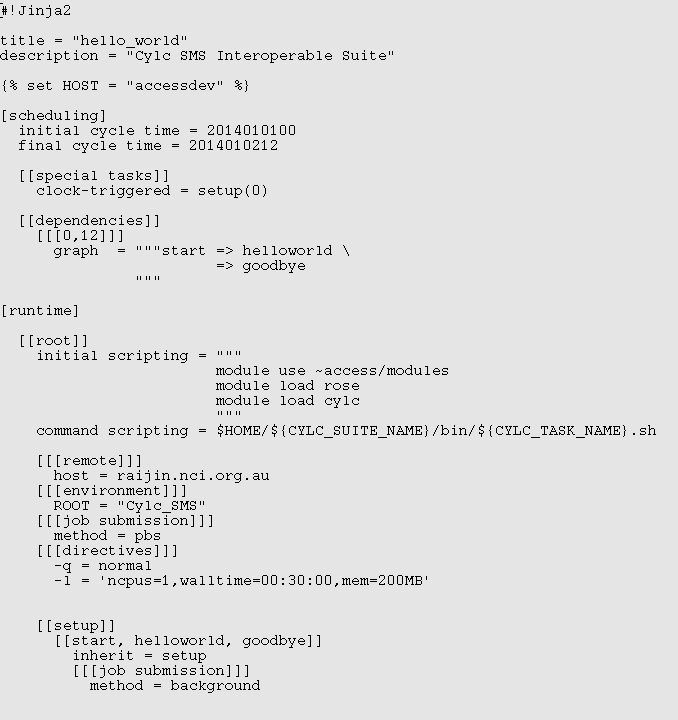 #!Jinja2
title = "hello_world"
description = "Cylc SMS Interoperable Suite"
{% set HOST = "accessdev" %}
[scheduling]
initial cycle time = 2014010100
final cycle time = 2014010212
[[special tasks]]
clock-triggered = setup(0)
[[dependencies]]
[[[0,12]]]
graph  = """start => helloworld \
=> goodbye
"""
[runtime]
[[root]]
initial scripting = """
module use ~access/modules
module load rose
module load cylc
"""
command scripting = $HOME/${CYLC_SUITE_NAME}/bin/${CYLC_TASK_NAME}.sh
[[[remote]]]
host = raijin.nci.org.au
[[[environment]]]
ROOT = "Cylc_SMS"
[[[job submission]]]
method = pbs
[[[directives]]]
-q = normal
-l = 'ncpus=1,walltime=00:30:00,mem=200MB'
[[setup]]
[[start, helloworld, goodbye]]
inherit = setup
[[[job submission]]]
method = background